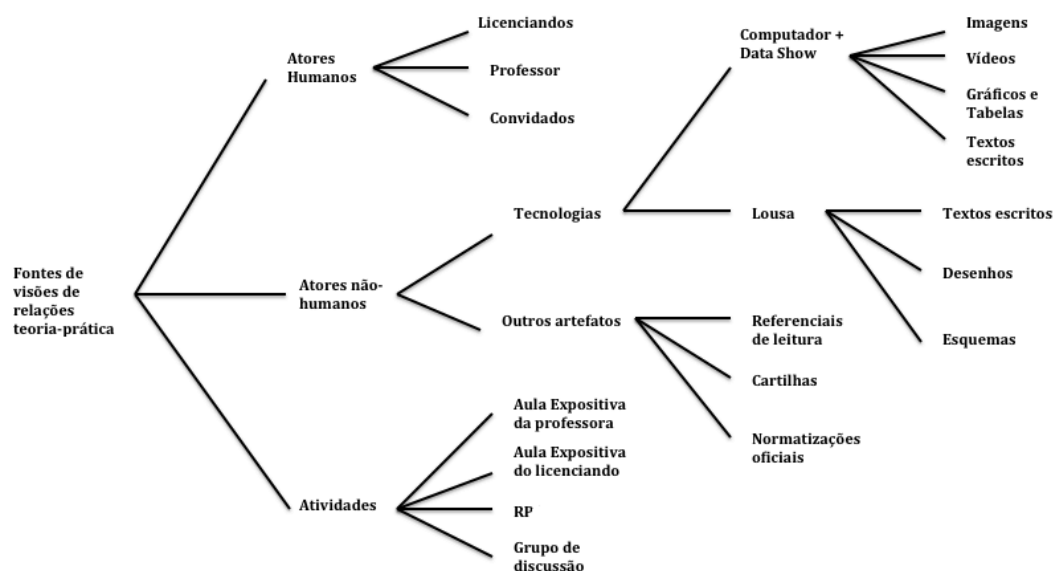 Fontes de
visões de
relações
teoria-prática
Atores
Humanos
Licenciandos
Professor
Convidados
Atores não-
humanos
Tecnologias
Computador +
Data Show
Imagens
Vídeos
Gráficos e
Tabelas
Textos
escritos
Lousa
Textos escritos
Desenhos
Esquemas
Outros artefatos
Referenciais
de leitura
Cartilhas
Normatizações
oficiais
Atividades
Aula Expositiva
da professora
Aula Expositiva
do licenciando
RP
Grupo de
discussão